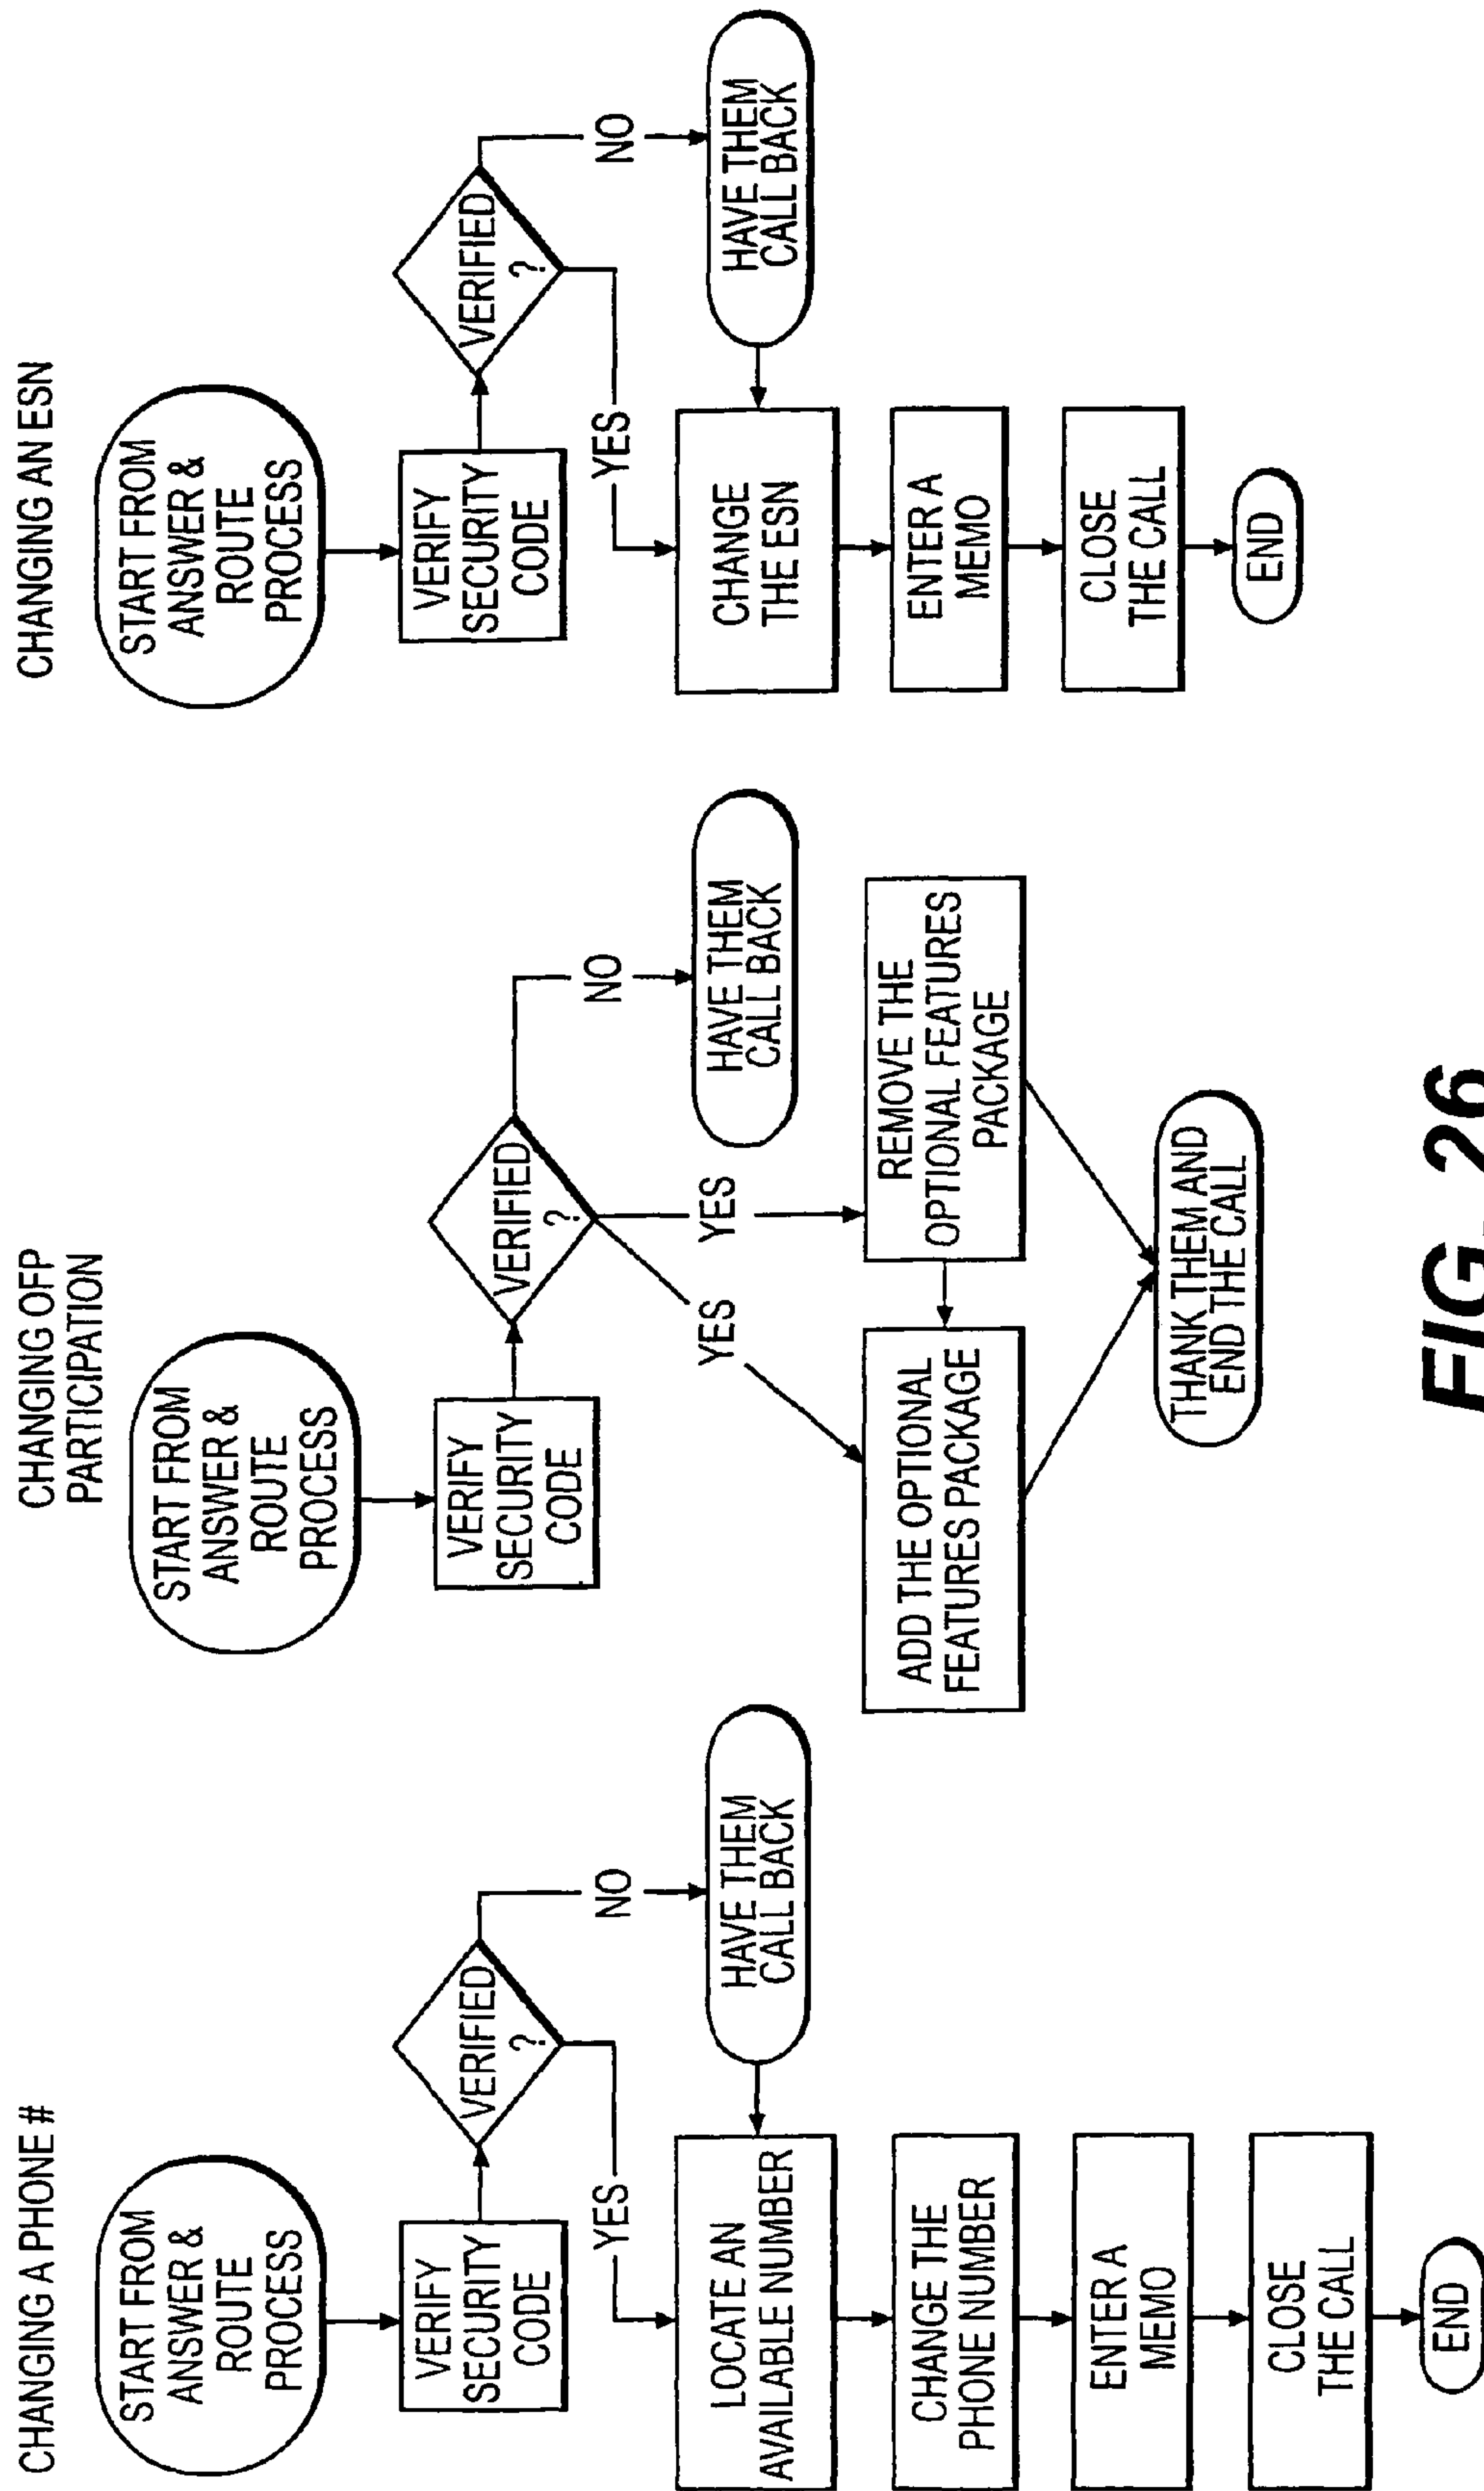 CHANGING A PHONE #
START FROM
ANSWER &
ROUTE
PROCESS
VERIFY
SECURITY
CODE
VERIFIED
?
YES
NO
HAVE THEM
CALL BACK
LOCATE AN
AVAILABLE NUMBER
CHANGE THE
PHONE NUMBER
ENTER A
MEMO
CLOSE
THE CALL
END
CHANGING OFP
PARTICIPATION
START FROM
ANSWER &
ROUTE
PROCESS
VERIFY
SECURITY
CODE
VERIFIED
?
YES
YES
NO
HAVE THEM
CALL BACK
ADD THE OPTIONAL
FEATURES PACKAGE
REMOVE THE
OPTIONAL FEATURES
PACKAGE
THANK THEM AND
END THE CALL
CHANGING AN ESN
START FROM
ANSWER &
ROUTE
PROCESS
VERIFY
SECURITY
CODE
VERIFIED
?
YES
NO
HAVE THEM
CALL BACK
CHANGE
THE ESN
ENTER A
MEMO
CLOSE
THE CALL
END
FIG. 26